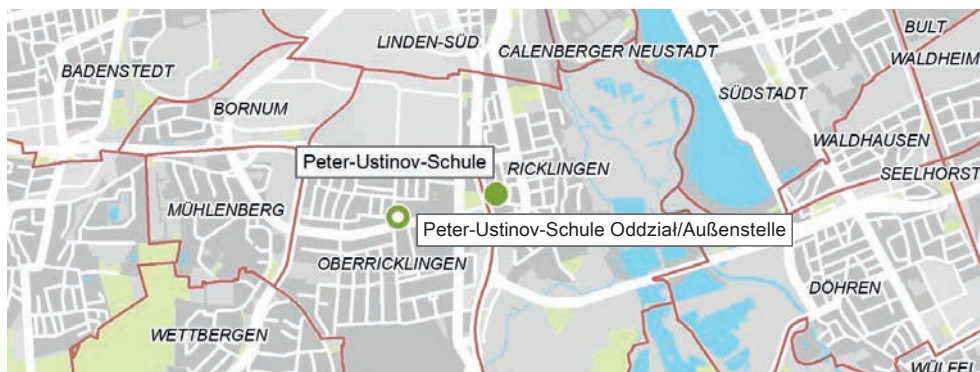 BULT
LINDEN-SÜD
CALENBERGER NEUSTADT
WALDHEIM
BADENSTEDT
SÜDSTADT
BORNUM
WALDHAUSEN
Peter-Ustinov-Schule
RICKLINGEN
SEELHORST
MÜHLENBERG
Peter-Ustinov-Schule Oddział/Außenstelle
OBERRICKLINGEN
DÖHREN
WETTBERGEN
WÜLFEL